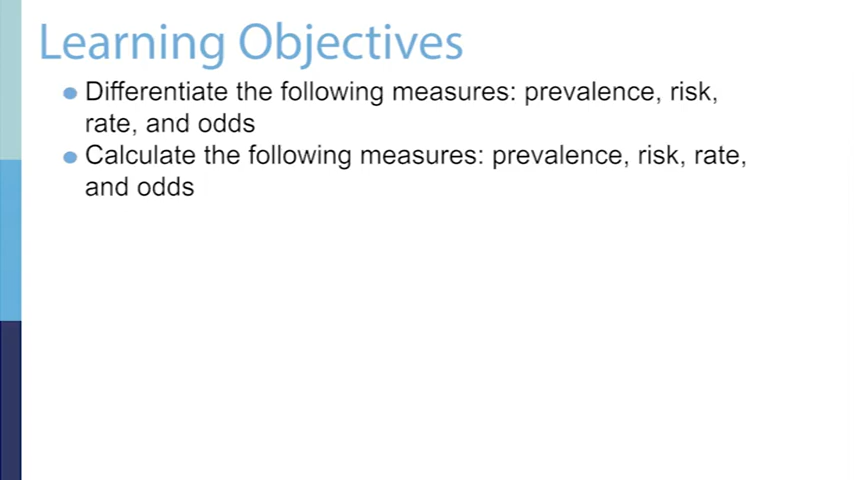 Learning Objectives
Differentiate the following measures: prevalence, risk,
rate, and odds
Calculate the following measures: prevalence, risk, rate,
and odds